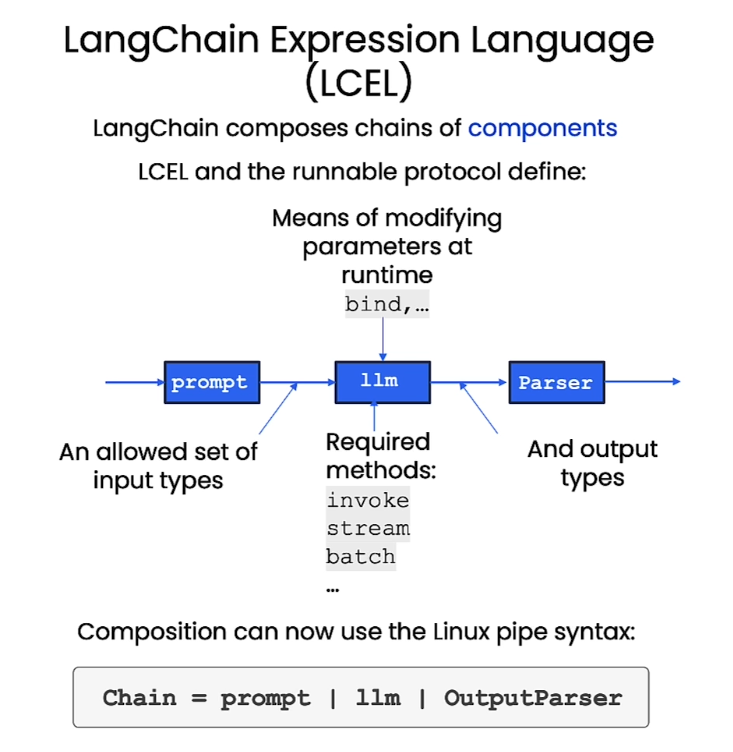 LangChain Expression Language
(LCEL)
LangChain composes chains of components
LCEL and the runnable protocol define:
Means of modifying
parameters at
runtime
bind,…
prompt
llm
Parser
An allowed set of
input types
Required
methods:
invoke
stream
batch
…
And output
types
Composition can now use the Linux pipe syntax:
Chain = prompt | llm | OutputParser